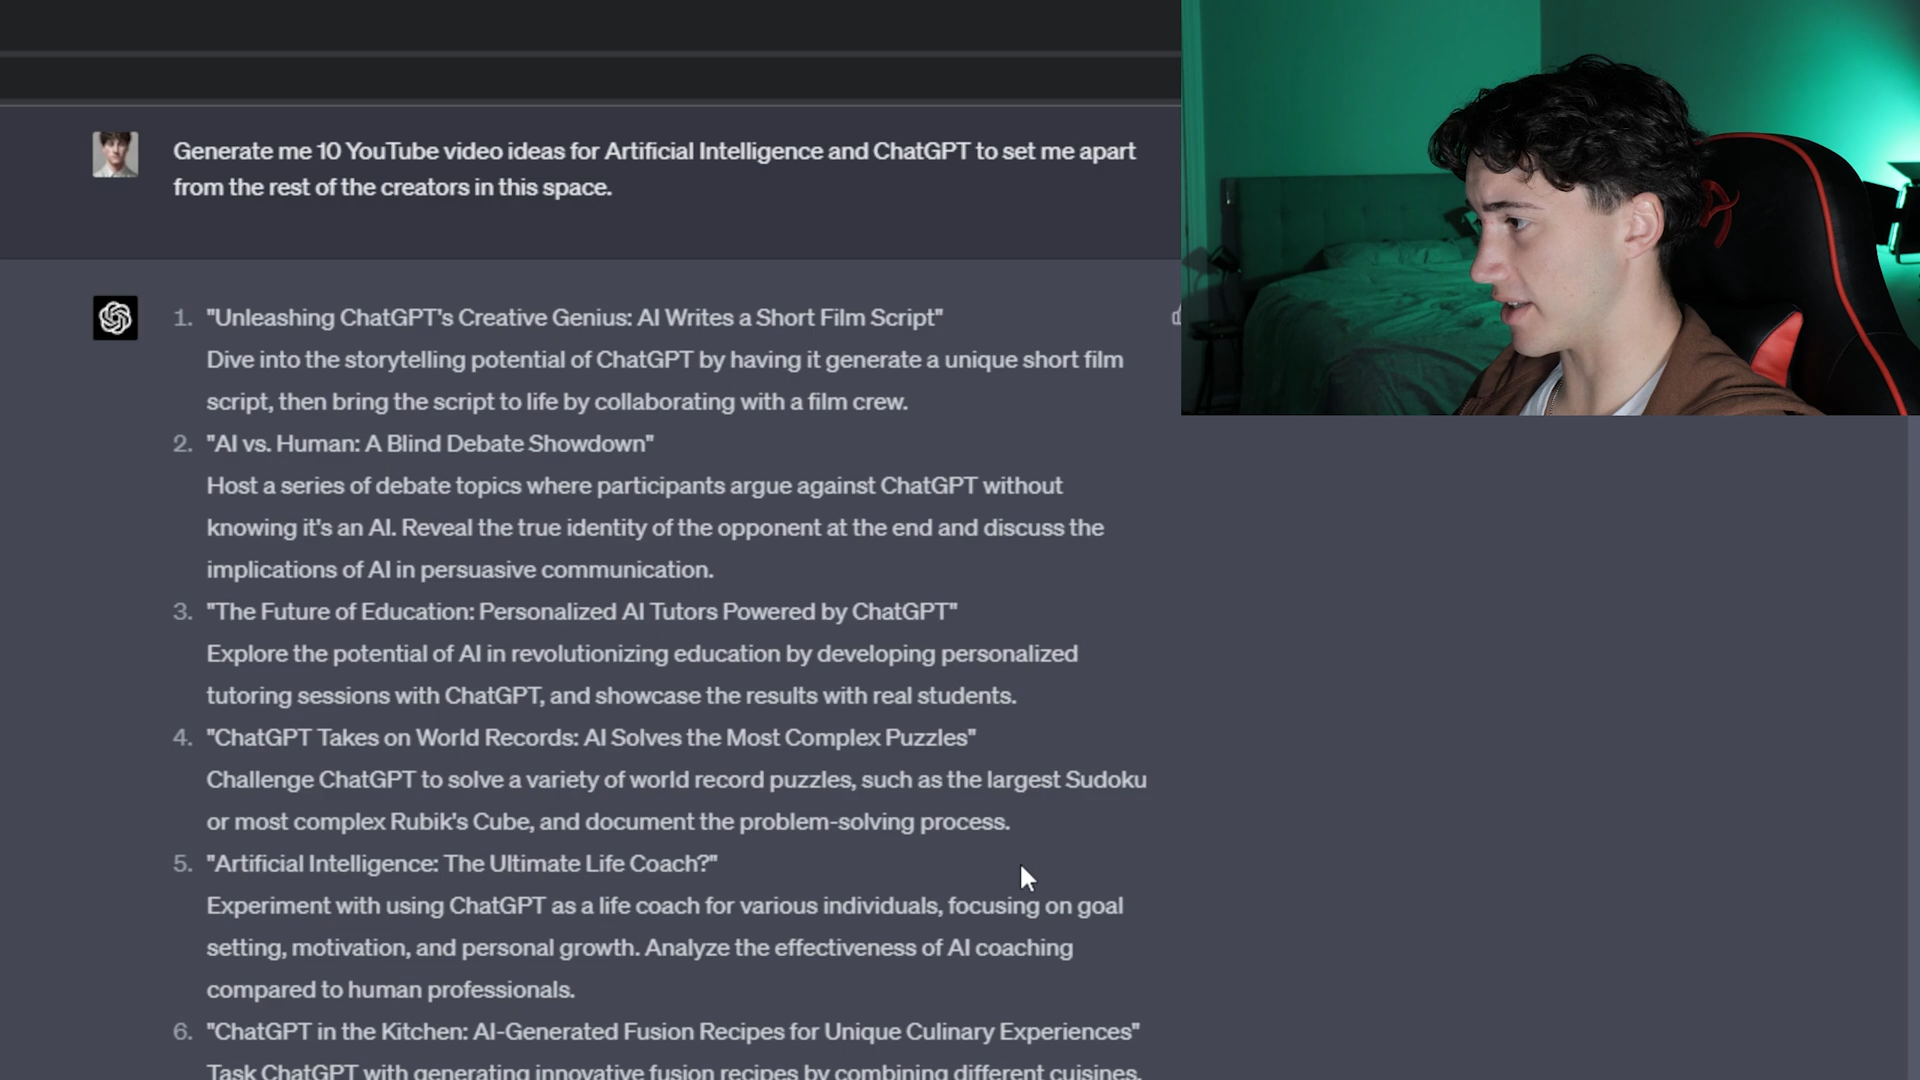 Generate me 10 YouTube video ideas for Artificial Intelligence and ChatGPT to set me apart
from the rest of the creators in this space.
1. "Unleashing ChatGPT's Creative Genius: AI Writes a Short Film Script"
Dive into the storytelling potential of ChatGPT by having it generate a unique short film
script, then bring the script to life by collaborating with a film crew.
2. "AI vs. Human: A Blind Debate Showdown"
Host a series of debate topics where participants argue against ChatGPT without
knowing it's an AI. Reveal the true identity of the opponent at the end and discuss the
implications of AI in persuasive communication.
3. "The Future of Education: Personalized AI Tutors Powered by ChatGPT"
Explore the potential of AI in revolutionizing education by developing personalized
tutoring sessions with ChatGPT, and showcase the results with real students.
4. "ChatGPT Takes on World Records: AI Solves the Most Complex Puzzles"
Challenge ChatGPT to solve a variety of world record puzzles, such as the largest Sudoku
or most complex Rubik's Cube, and document the problem-solving process.
5. "Artificial Intelligence: The Ultimate Life Coach?"
Experiment with using ChatGPT as a life coach for various individuals, focusing on goal
setting, motivation, and personal growth. Analyze the effectiveness of AI coaching
compared to human professionals.
6. "ChatGPT in the Kitchen: AI-Generated Fusion Recipes for Unique Culinary Experiences"
Task ChatGPT with generating innovative fusion recipes by combining different cuisines,